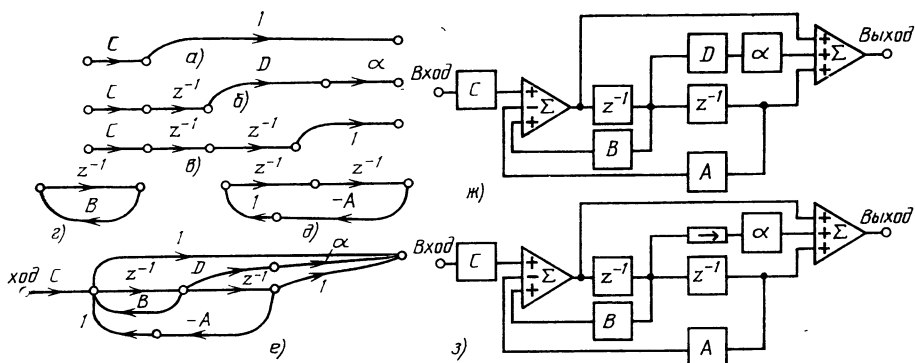 C 1
а)
C z⁻¹ D α
б)
C z⁻¹ z⁻¹ 1
в)
z⁻¹
B
г)
z⁻¹ z⁻¹
1 -A
д)
ход C 1
z⁻¹ D z⁻¹ α
B 1
1 -A
е)
Вход C
+ - + Σ
z⁻¹ z⁻¹
D α
B
A
+ + + Σ
Выход
ж)
Вход C
+ + + Σ
z⁻¹ z⁻¹
→ α
B
A
+ + + Σ
Выход
з)